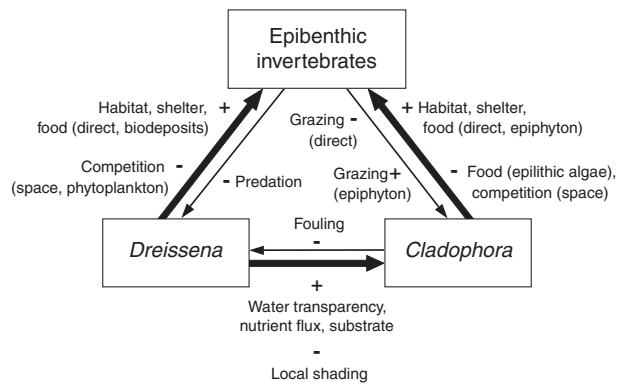 Epibenthic
invertebrates
Habitat, shelter, +
food (direct, biodeposits)
+ Habitat, shelter,
food (direct, epiphyton)
Grazing -
(direct)
Competition -
(space, phytoplankton)
- Predation
Grazing+
(epiphyton)
- Food (epilithic algae),
competition (space)
Dreissena
Fouling
-
Cladophora
+
Water transparency,
nutrient flux, substrate
-
Local shading